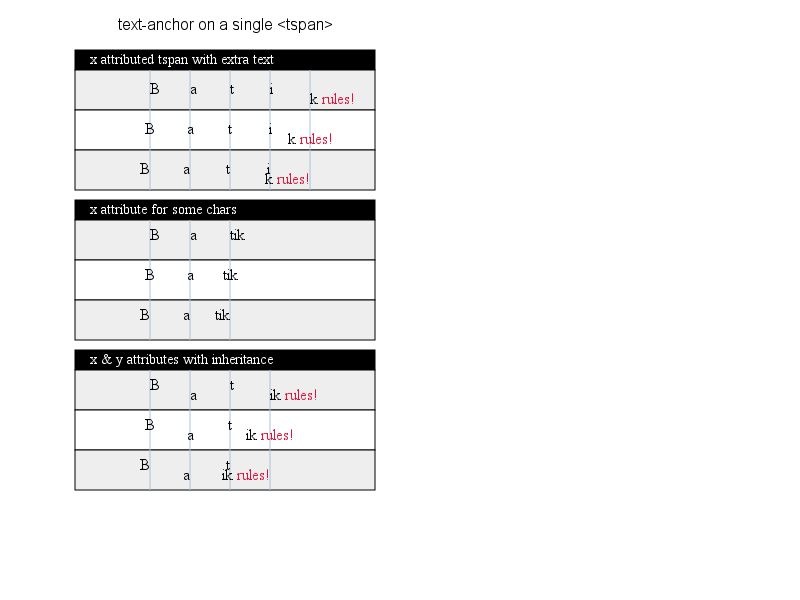 text-anchor on a single <tspan>
x attributed tspan with extra text
B a t i k rules!
B a t i k rules!
B a t i k rules!
x attribute for some chars
B a tik
B a tik
B a tik
x & y attributes with inheritance
B a t ik rules!
B a t ik rules!
B a t ik rules!